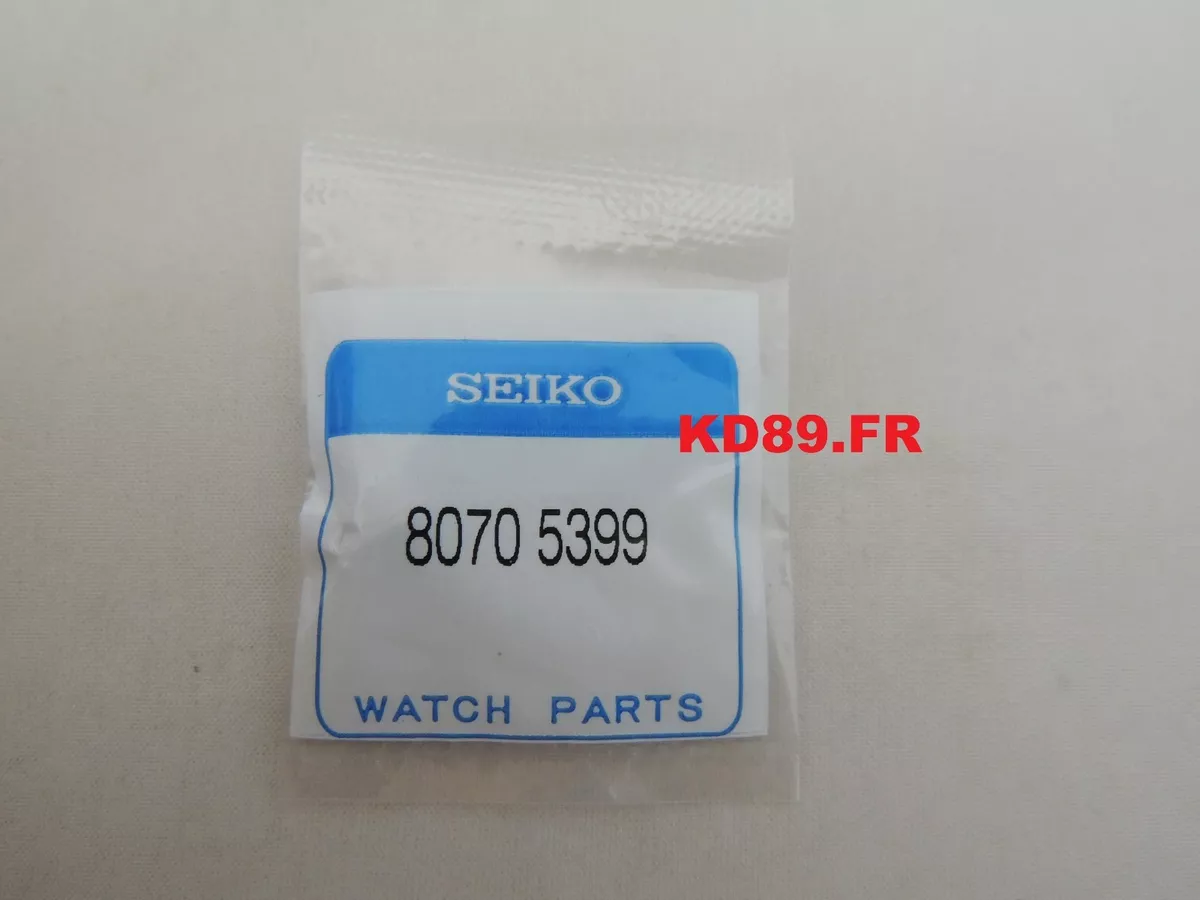 SEIKO
KD89.FR
8070 5399
WATCH PARTS